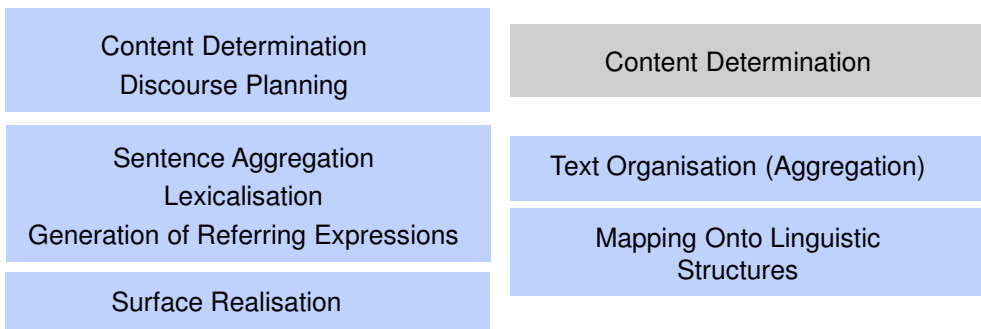 Content Determination
Discourse Planning
Sentence Aggregation
Lexicalisation
Generation of Referring Expressions
Surface Realisation
Content Determination
Text Organisation (Aggregation)
Mapping Onto Linguistic
Structures